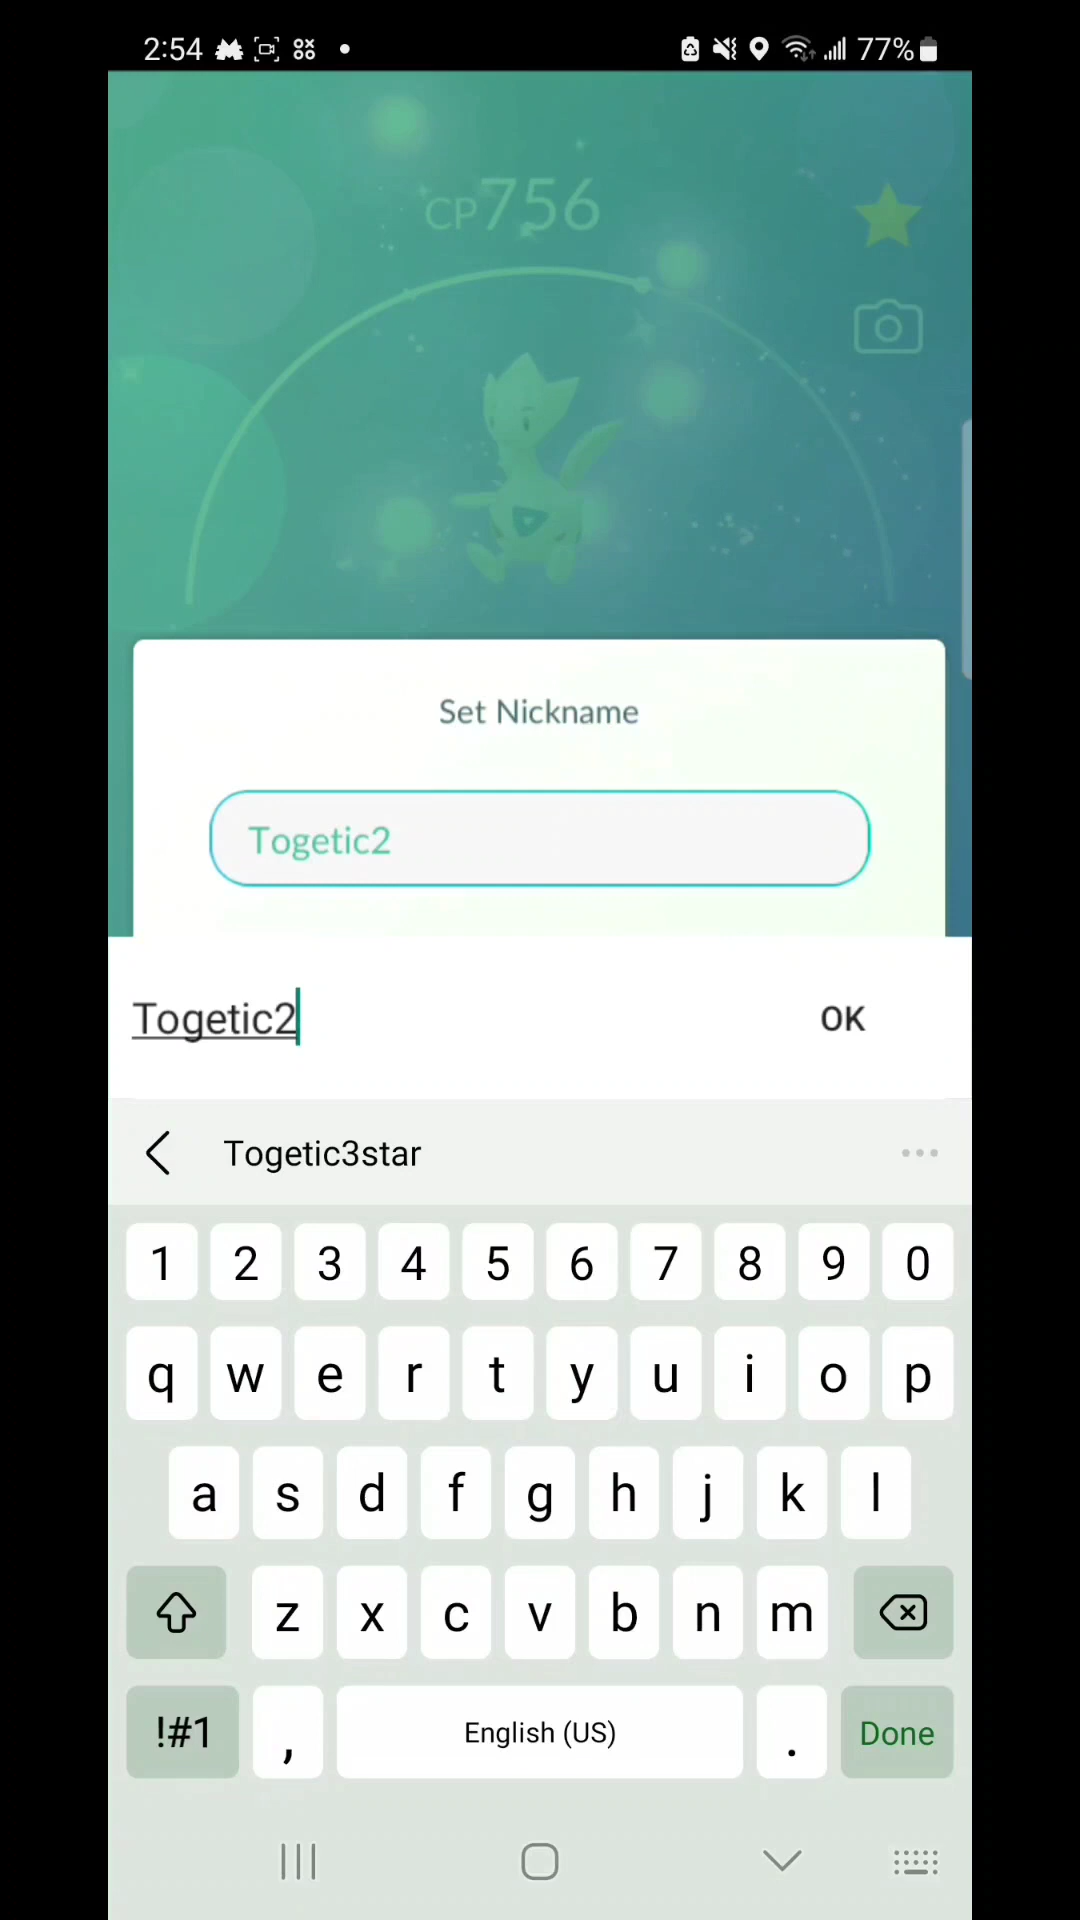 2:54
77%
CP756
Set Nickname
Togetic2
Togetic2
OK
Togetic3star
1 2 3 4 5 6 7 8 9 0
q w e r t y u i o p
a s d f g h j k l
z x c v b n m
!#1 , English (US) . Done